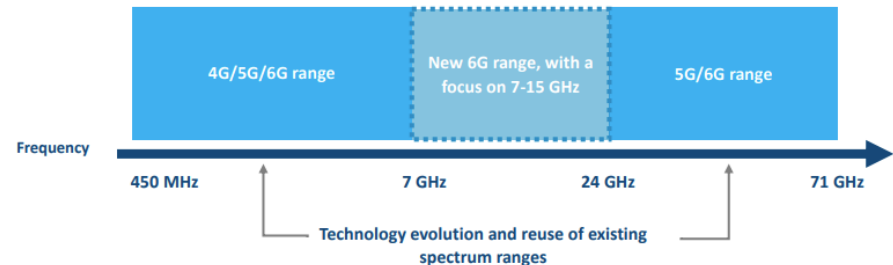 4G/5G/6G range
New 6G range, with a
focus on 7-15 GHz
5G/6G range
Frequency
450 MHz
7 GHz
24 GHz
71 GHz
Technology evolution and reuse of existing
spectrum ranges